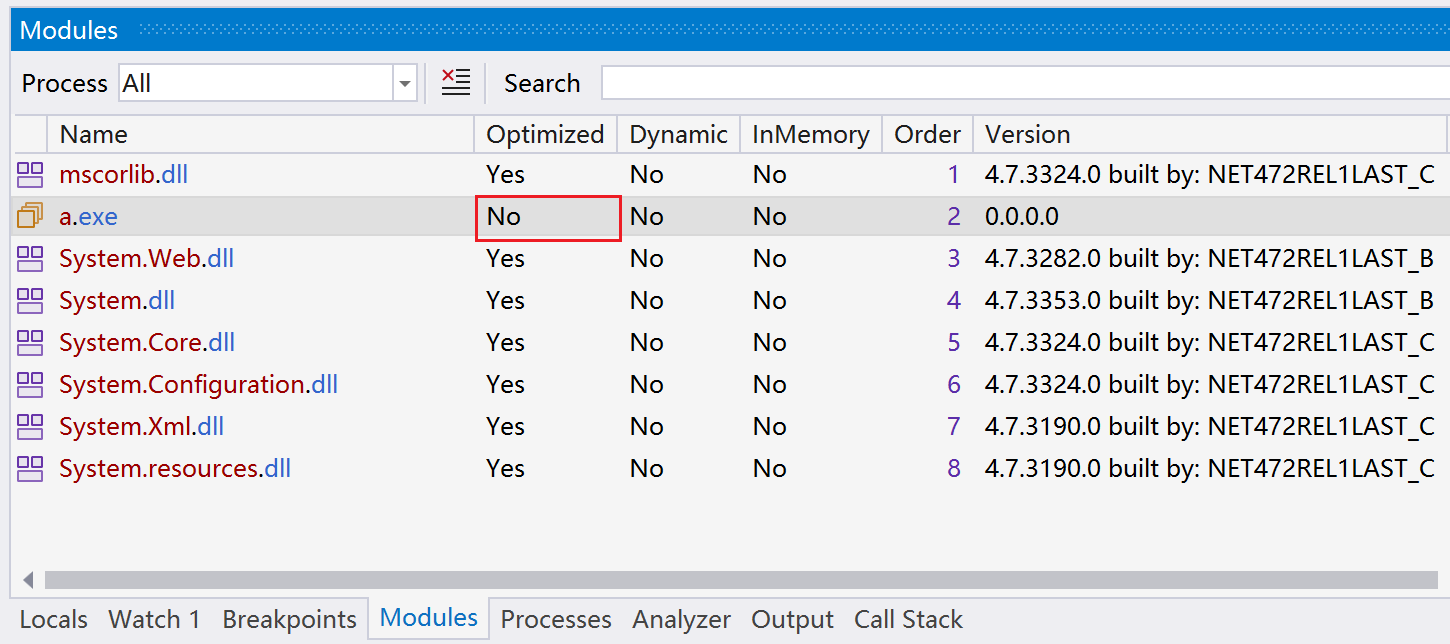 Modules
Process All Search
Name Optimized Dynamic InMemory Order Version
mscorlib.dll Yes No No 1 4.7.3324.0 built by: NET472REL1LAST_C
a.exe No No No 2 0.0.0.0
System.Web.dll Yes No No 3 4.7.3282.0 built by: NET472REL1LAST_B
System.dll Yes No No 4 4.7.3353.0 built by: NET472REL1LAST_B
System.Core.dll Yes No No 5 4.7.3324.0 built by: NET472REL1LAST_C
System.Configuration.dll Yes No No 6 4.7.3324.0 built by: NET472REL1LAST_C
System.Xml.dll Yes No No 7 4.7.3190.0 built by: NET472REL1LAST_C
System.resources.dll Yes No No 8 4.7.3190.0 built by: NET472REL1LAST_C
Locals Watch 1 Breakpoints Modules Processes Analyzer Output Call Stack